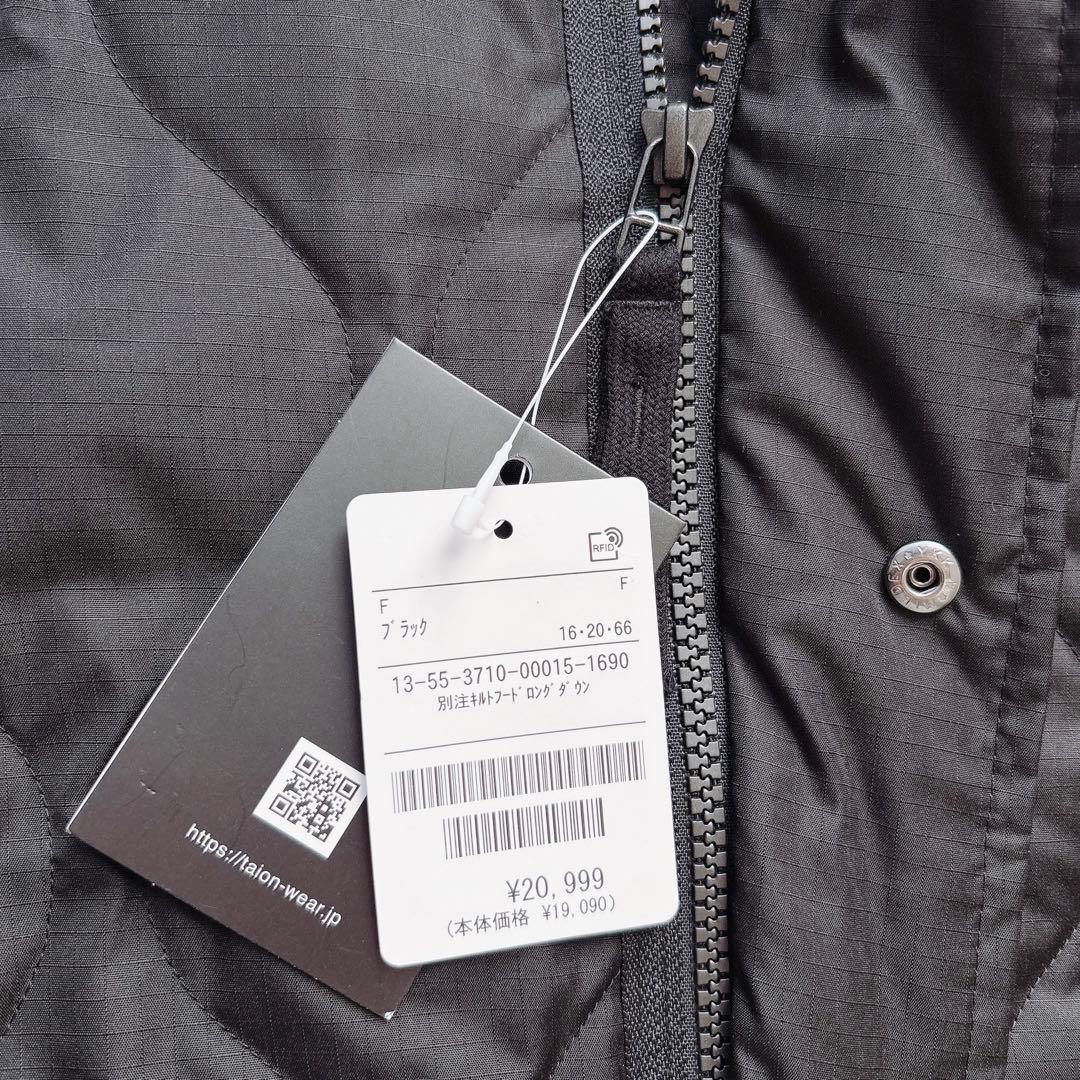 RFID
F F
ﾌﾞﾗｯｸ 16・20・66
13-55-3710-00015-1690
別注ｷﾙﾄﾌｰﾄﾞﾛﾝｸﾞﾀﾞｳﾝ
¥20,999
(本体価格 ¥19,090)
https://taion-wear.jp